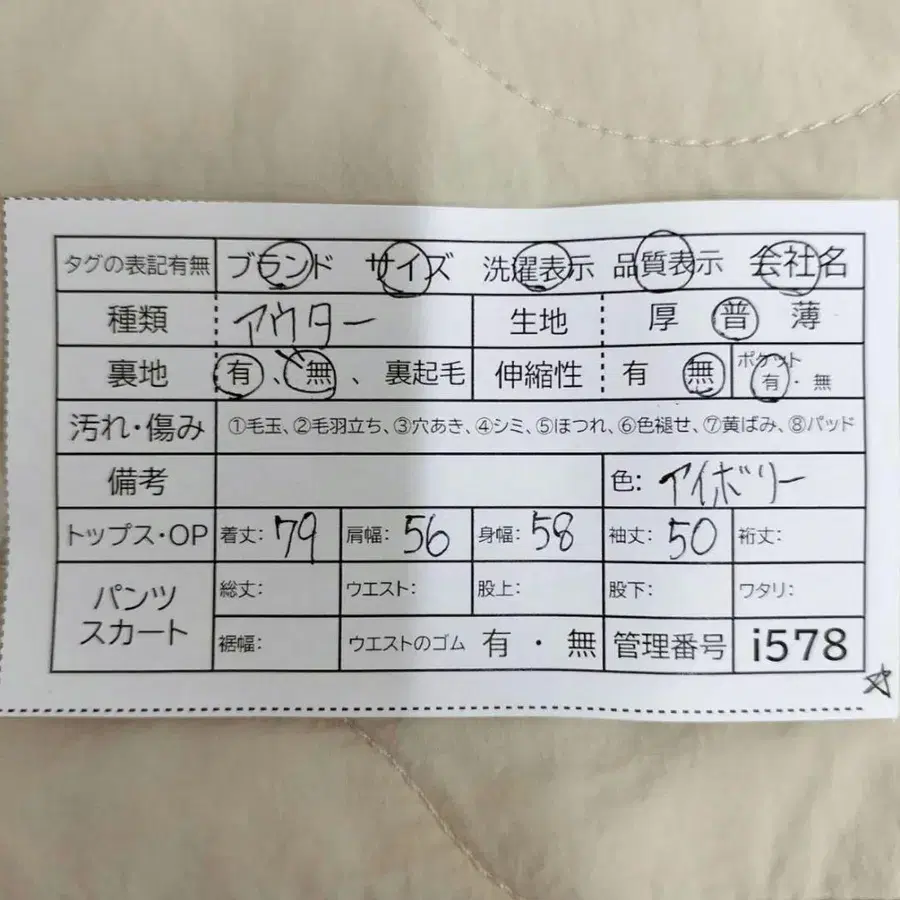 タグの表記有無 ブランド サイズ 洗濯表示 品質表示 会社名
種類 アウター 生地 厚 普 薄
裏地 有、無、裏起毛 伸縮性 有 無 ポケット 有・無
汚れ・傷み ①毛玉、②毛羽立ち、③穴あき、④シミ、⑤ほつれ、⑥色褪せ、⑦黄ばみ、⑧パッド
備考 色: アイボリー
トップス・OP 着丈: 79 肩幅: 56 身幅: 58 袖丈: 50 裄丈:
パンツ スカート 総丈: ウエスト: 股上: 股下: ワタリ:
裾幅: ウエストのゴム 有・無 管理番号 i578